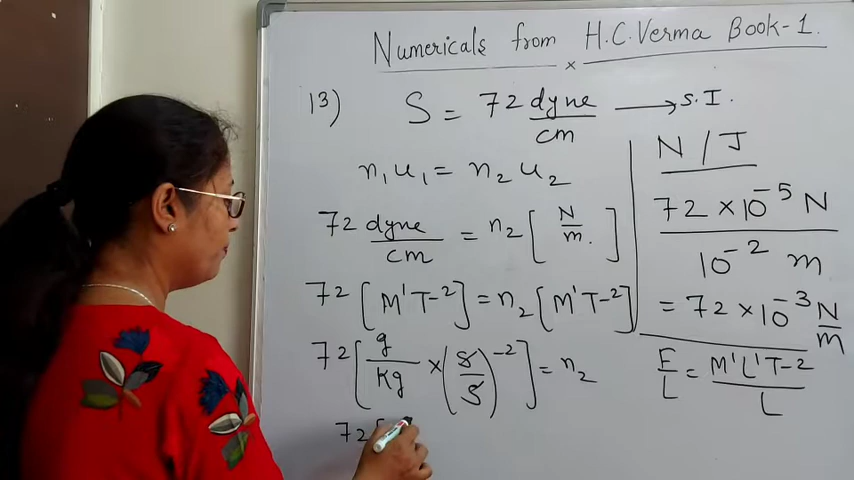 Numericals from H.C. Verma Book-1.
×
13) S = 72 dyne/cm → S.I.
n₁u₁ = n₂u₂
72 dyne/cm = n₂ [N/m.]
72 [M¹T-²] = n₂ [M¹T-²]
72 [g/Kg × (s/s)⁻²] = n₂
72 [
N / J
72 × 10⁻⁵ N
10⁻² m
= 72 × 10⁻³ N/m
F/L = M¹L¹T-²/L